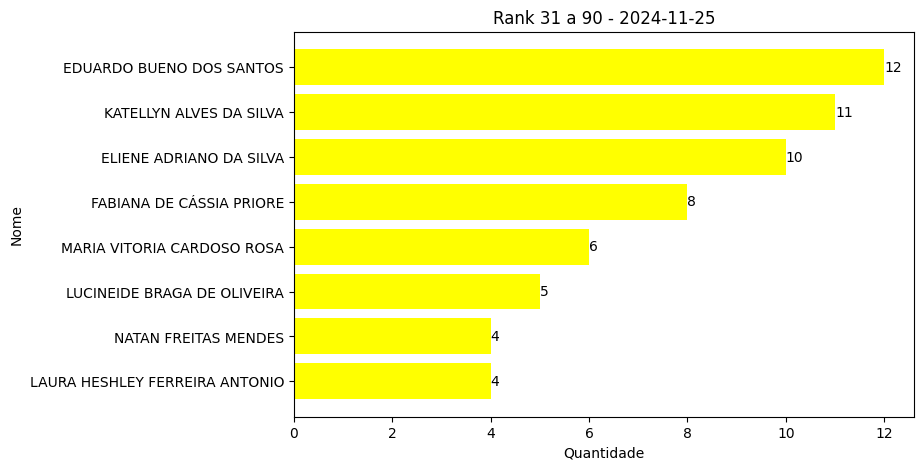 Rank 31 a 90 - 2024-11-25
Nome
EDUARDO BUENO DOS SANTOS
12
KATELLYN ALVES DA SILVA
11
ELIENE ADRIANO DA SILVA
10
FABIANA DE CÁSSIA PRIORE
8
MARIA VITORIA CARDOSO ROSA
6
LUCINEIDE BRAGA DE OLIVEIRA
5
NATAN FREITAS MENDES
4
LAURA HESHLEY FERREIRA ANTONIO
4
0 2 4 6 8 10 12
Quantidade